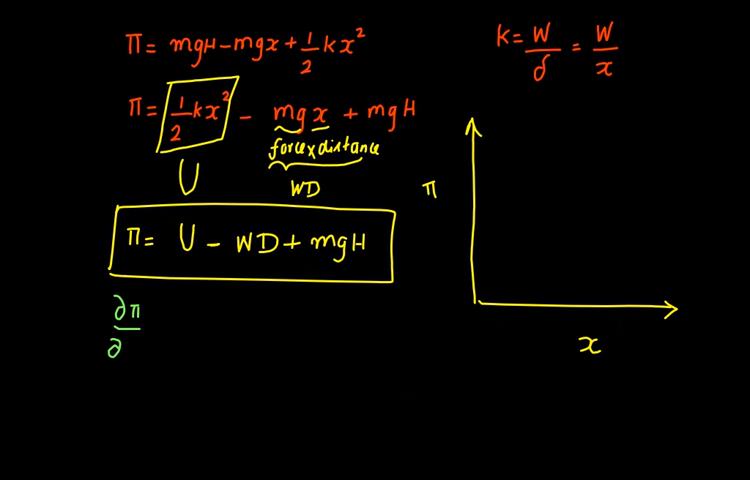 π = mgH - mgx + 1/2 kx²
π = 1/2 kx² - mgx + mgH
force x distance
U
WD
π = U - WD + mgH
∂π
∂
k = W/δ = W/x
π
x